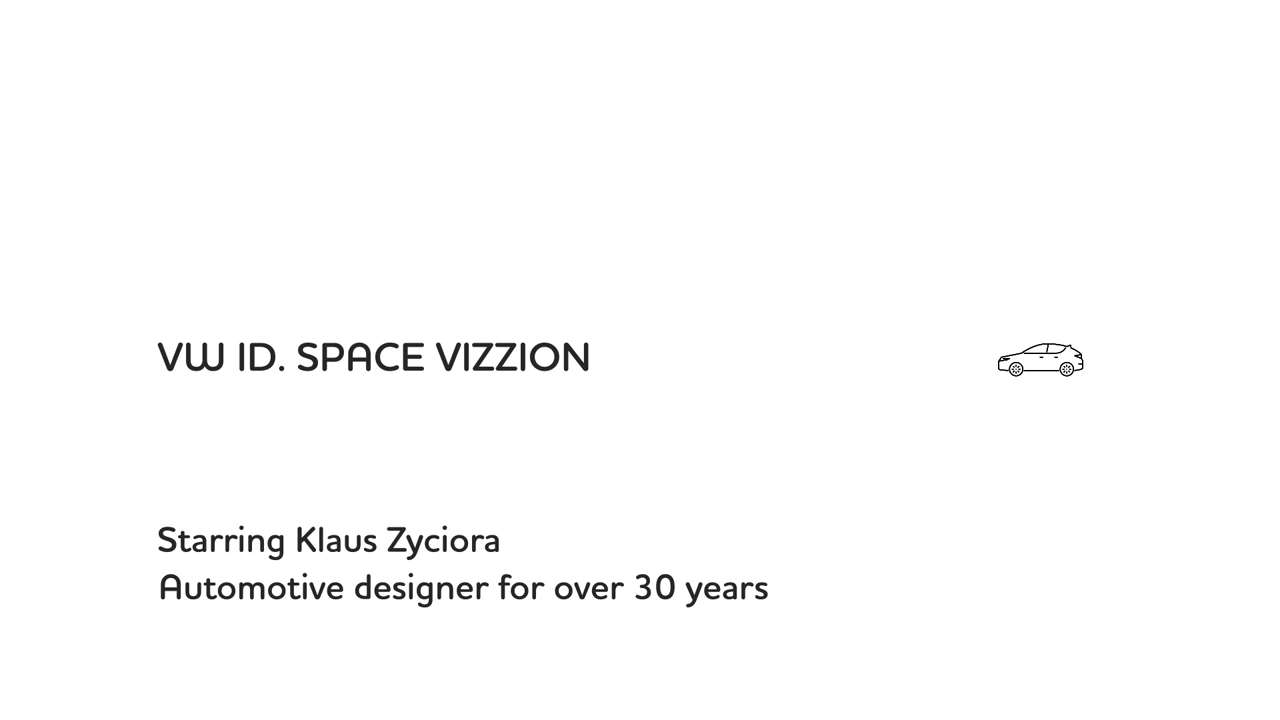 VW ID. SPACE VIZZION
Starring Klaus Zyciora
Automotive designer for over 30 years